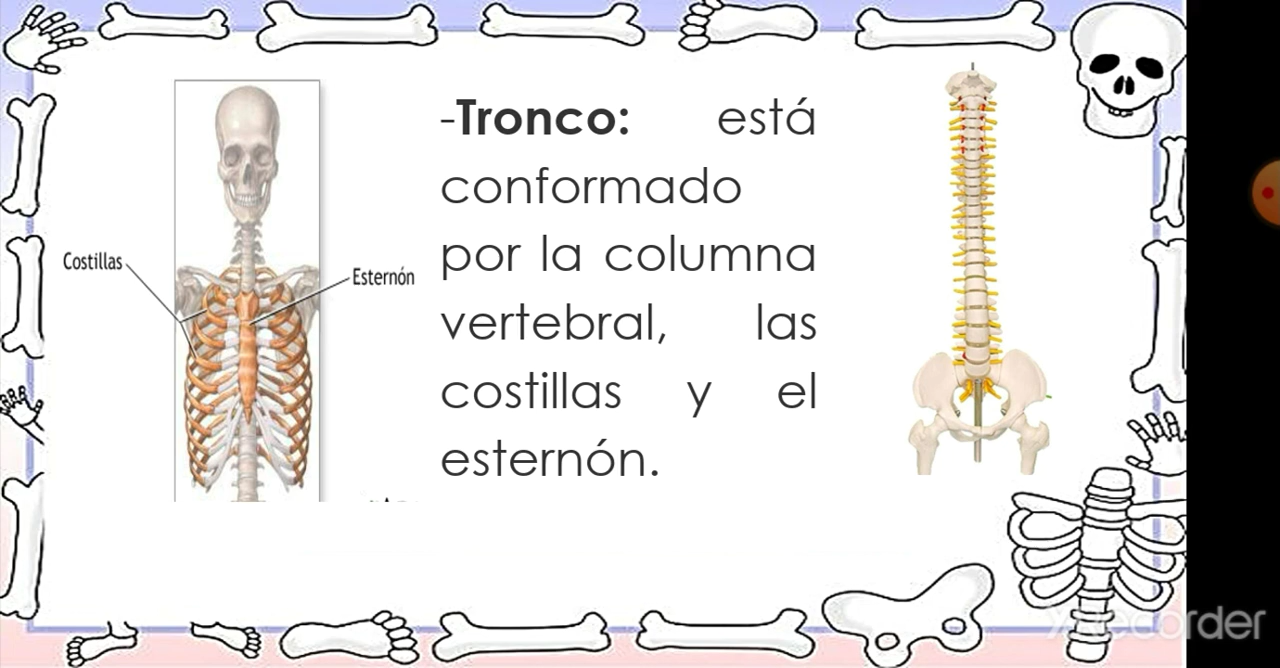 Costillas
Esternón
-Tronco: está
conformado
por la columna
vertebral, las
costillas y el
esternón.